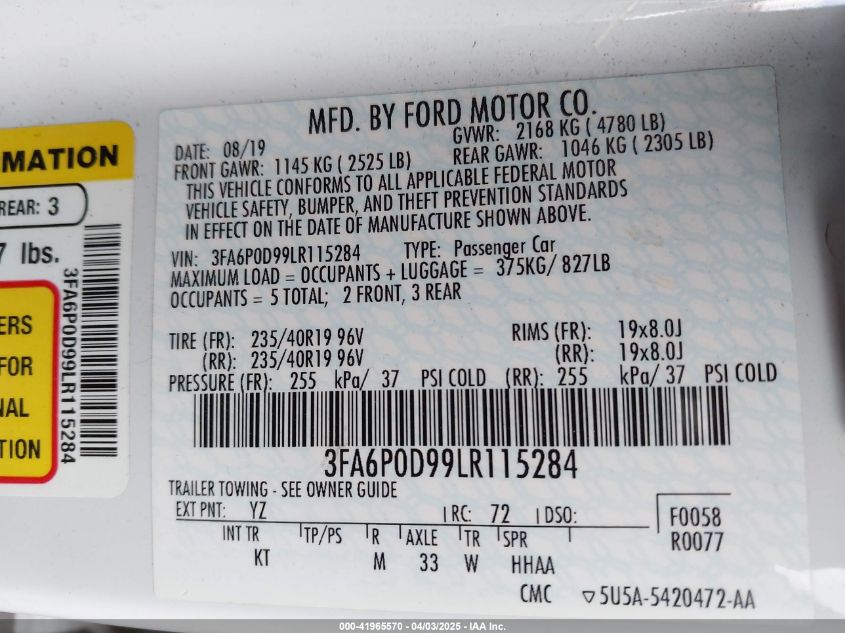 MATION
REAR: 3
7 lbs.
ERS
FOR
NAL
TION
3FA6P0D99LR115284
MFD. BY FORD MOTOR CO.
DATE: 08/19 GVWR: 2168 KG ( 4780 LB)
FRONT GAWR: 1145 KG ( 2525 LB) REAR GAWR: 1046 KG ( 2305 LB)
THIS VEHICLE CONFORMS TO ALL APPLICABLE FEDERAL MOTOR
VEHICLE SAFETY, BUMPER, AND THEFT PREVENTION STANDARDS
IN EFFECT ON THE DATE OF MANUFACTURE SHOWN ABOVE.
VIN: 3FA6P0D99LR115284 TYPE: Passenger Car
MAXIMUM LOAD = OCCUPANTS + LUGGAGE = 375KG/ 827LB
OCCUPANTS = 5 TOTAL; 2 FRONT, 3 REAR
TIRE (FR): 235/40R19 96V RIMS (FR): 19x8.0J
(RR): 235/40R19 96V (RR): 19x8.0J
PRESSURE (FR): 255 kPa/ 37 PSI COLD (RR): 255 kPa/ 37 PSI COLD
3FA6P0D99LR115284
TRAILER TOWING - SEE OWNER GUIDE
EXT PNT: YZ RC: 72 DSO: F0058
R0077
INT TR TP/PS R AXLE TR SPR
KT M 33 W HHAA
CMC ▽5U5A-5420472-AA
000-41965570 - 04/03/2025 - IAA Inc.